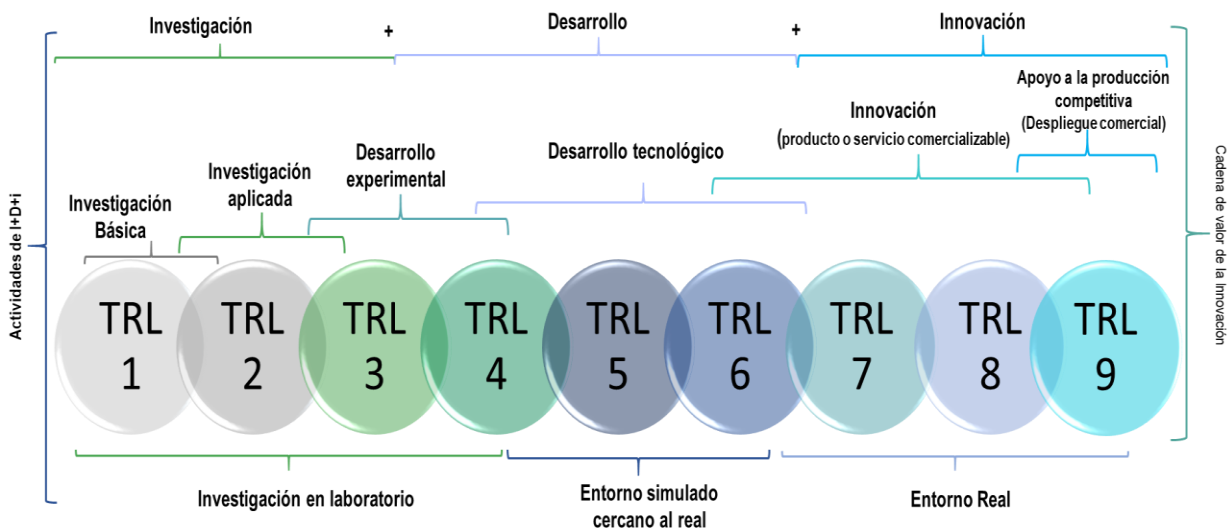 Investigación
+
Desarrollo
+
Innovación
Apoyo a la producción
competitiva
(Despliegue comercial)
Innovación
(producto o servicio comercializable)
Desarrollo tecnológico
Desarrollo
experimental
Investigación
aplicada
Investigación
Básica
Actividades de I+D+i
Cadena de valor de la Innovación
TRL
1
TRL
2
TRL
3
TRL
4
TRL
5
TRL
6
TRL
7
TRL
8
TRL
9
Investigación en laboratorio
Entorno simulado
cercano al real
Entorno Real